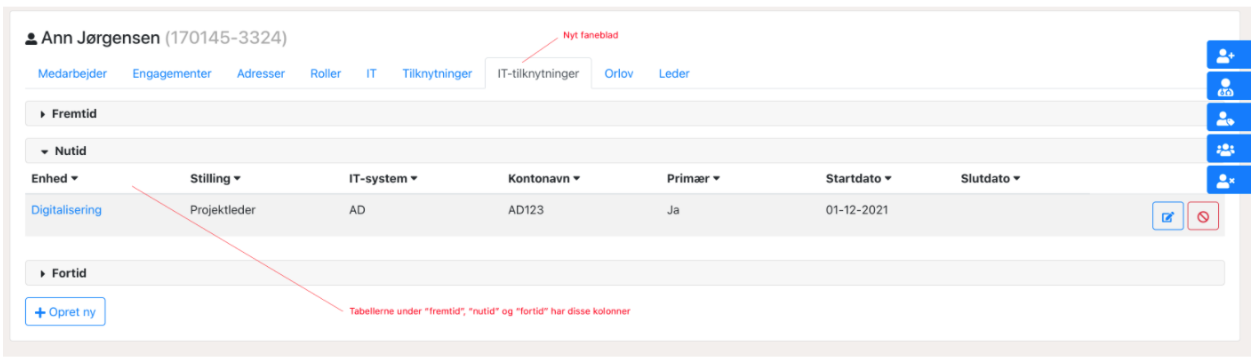 Ann Jørgensen (170145-3324)
Nyt faneblad
Medarbejder Engagementer Adresser Roller IT Tilknytninger IT-tilknytninger Orlov Leder
Fremtid
Nutid
Enhed Stilling IT-system Kontonavn Primær Startdato Slutdato
Digitalisering Projektleder AD AD123 Ja 01-12-2021
Fortid
+ Opret ny
Tabellerne under "fremtid", "nutid" og "fortid" har disse kolonner